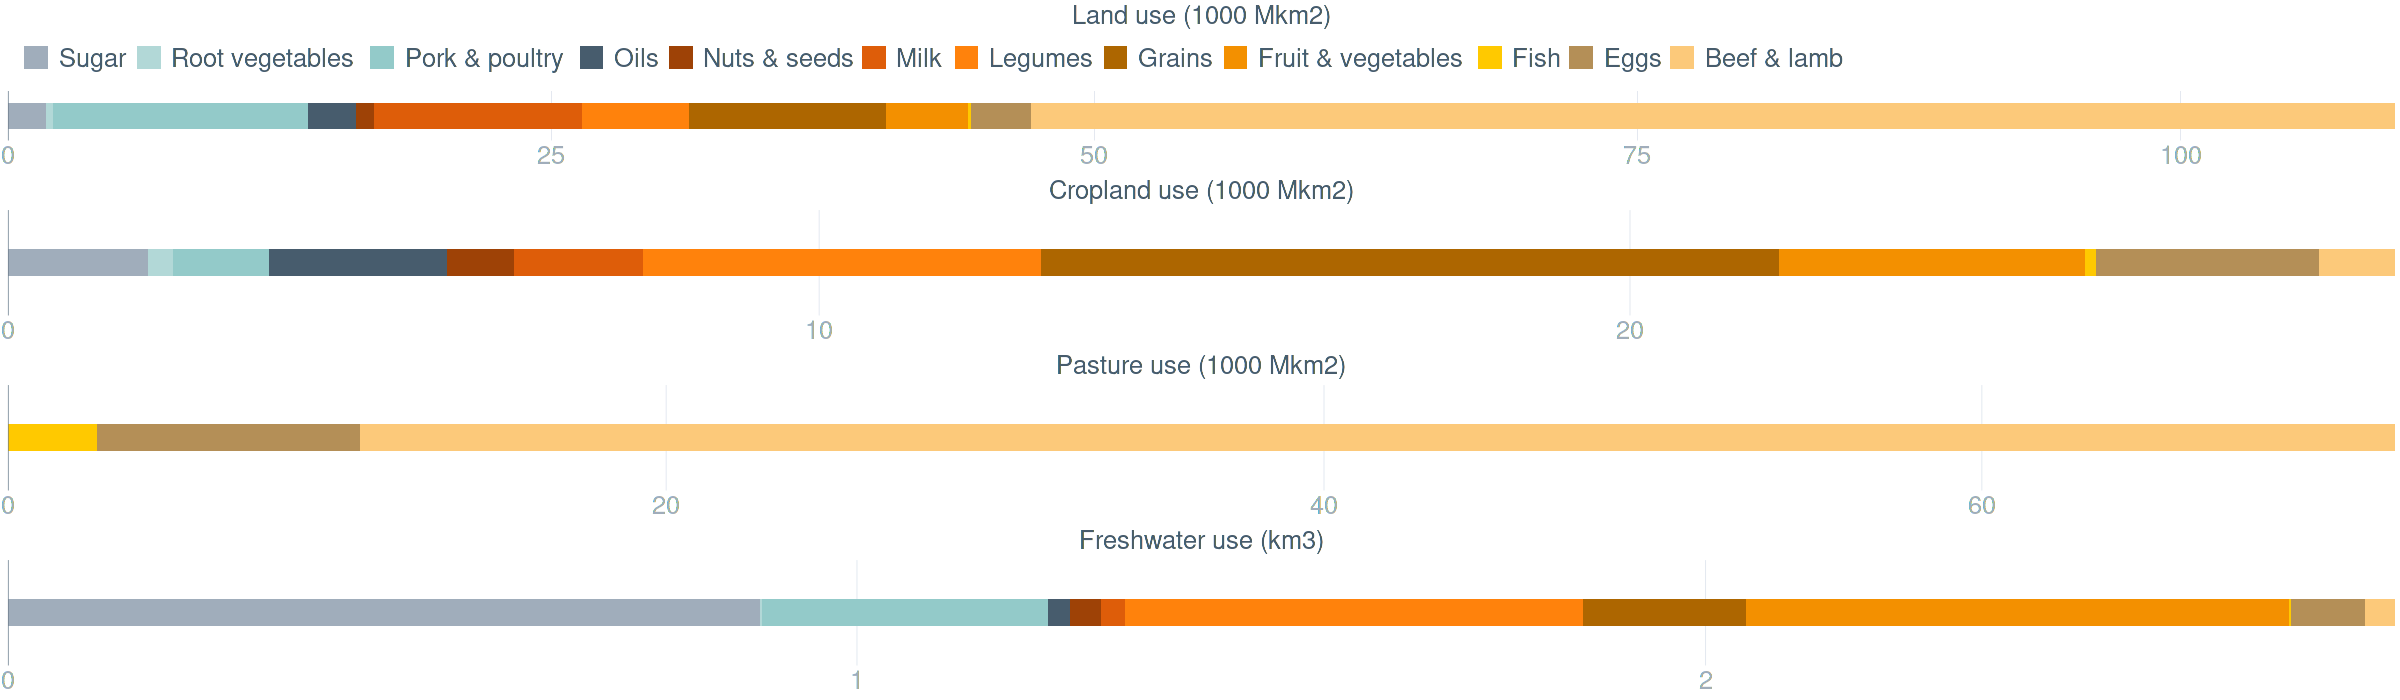 Land use (1000 Mkm2)
Sugar Root vegetables Pork & poultry Oils Nuts & seeds Milk Legumes Grains Fruit & vegetables Fish Eggs Beef & lamb
0 25 50 75 100
Cropland use (1000 Mkm2)
0 10 20
Pasture use (1000 Mkm2)
0 20 40 60
Freshwater use (km3)
0 1 2